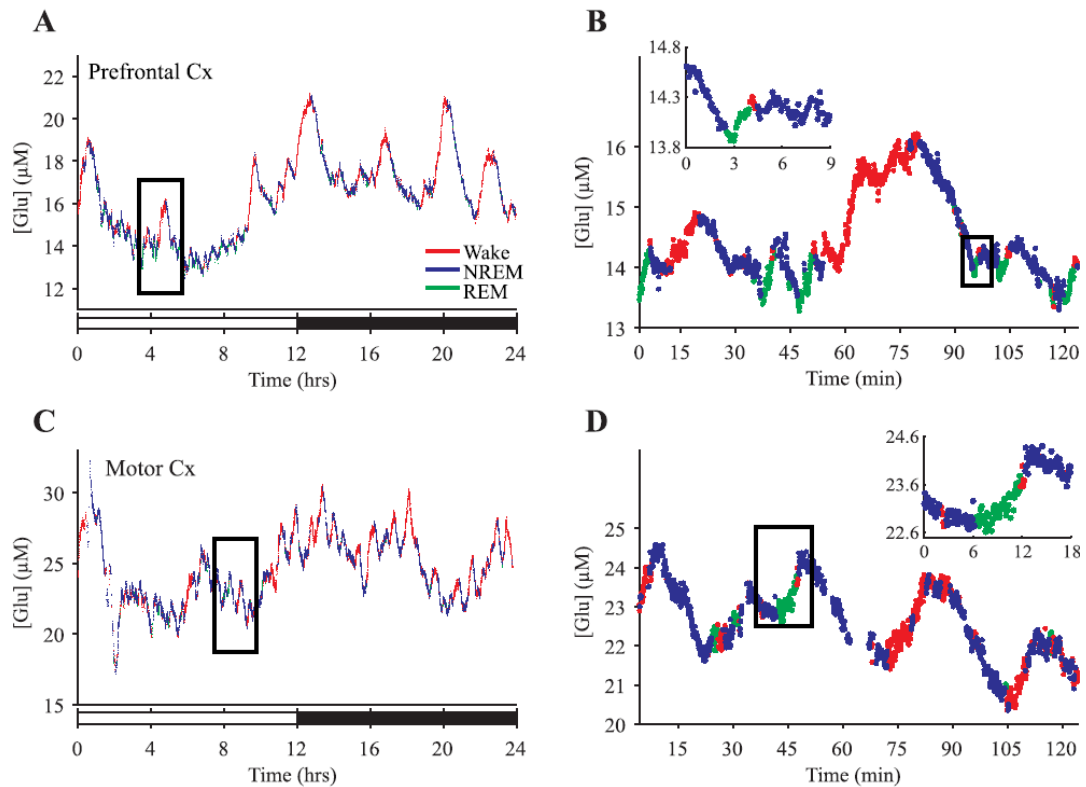 A
Prefrontal Cx
[Glu] (µM)
22
20
18
16
14
12
Wake
NREM
REM
0 4 8 12 16 20 24
Time (hrs)
B
[Glu] (µM)
16
15
14
13
14.8
14.3
13.8
0 3 6 9
0 15 30 45 60 75 90 105 120
Time (min)
C
Motor Cx
[Glu] (µM)
30
25
20
15
0 4 8 12 16 20 24
Time (hrs)
D
[Glu] (µM)
25
24
23
22
21
20
24.6
23.6
22.6
0 6 12 18
15 30 45 60 75 90 105 120
Time (min)